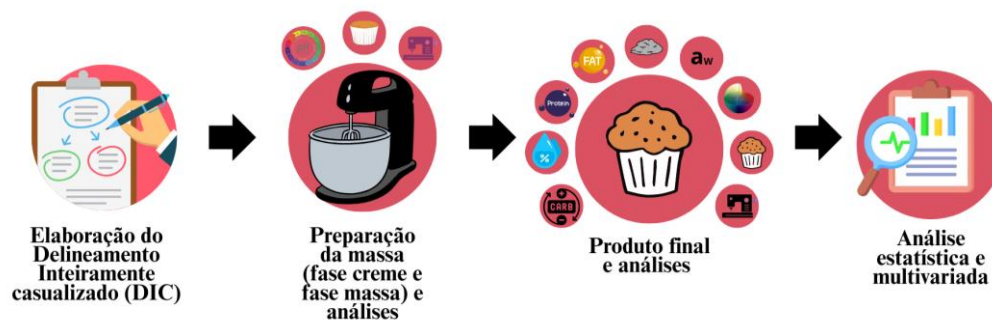 FAT
a w
Protein
%
CARB
Elaboração do
Delineamento
Inteiramente
casualizado (DIC)
Preparação
da massa
(fase creme e
fase massa) e
análises
Produto final
e análises
Análise
estatística e
multivariada